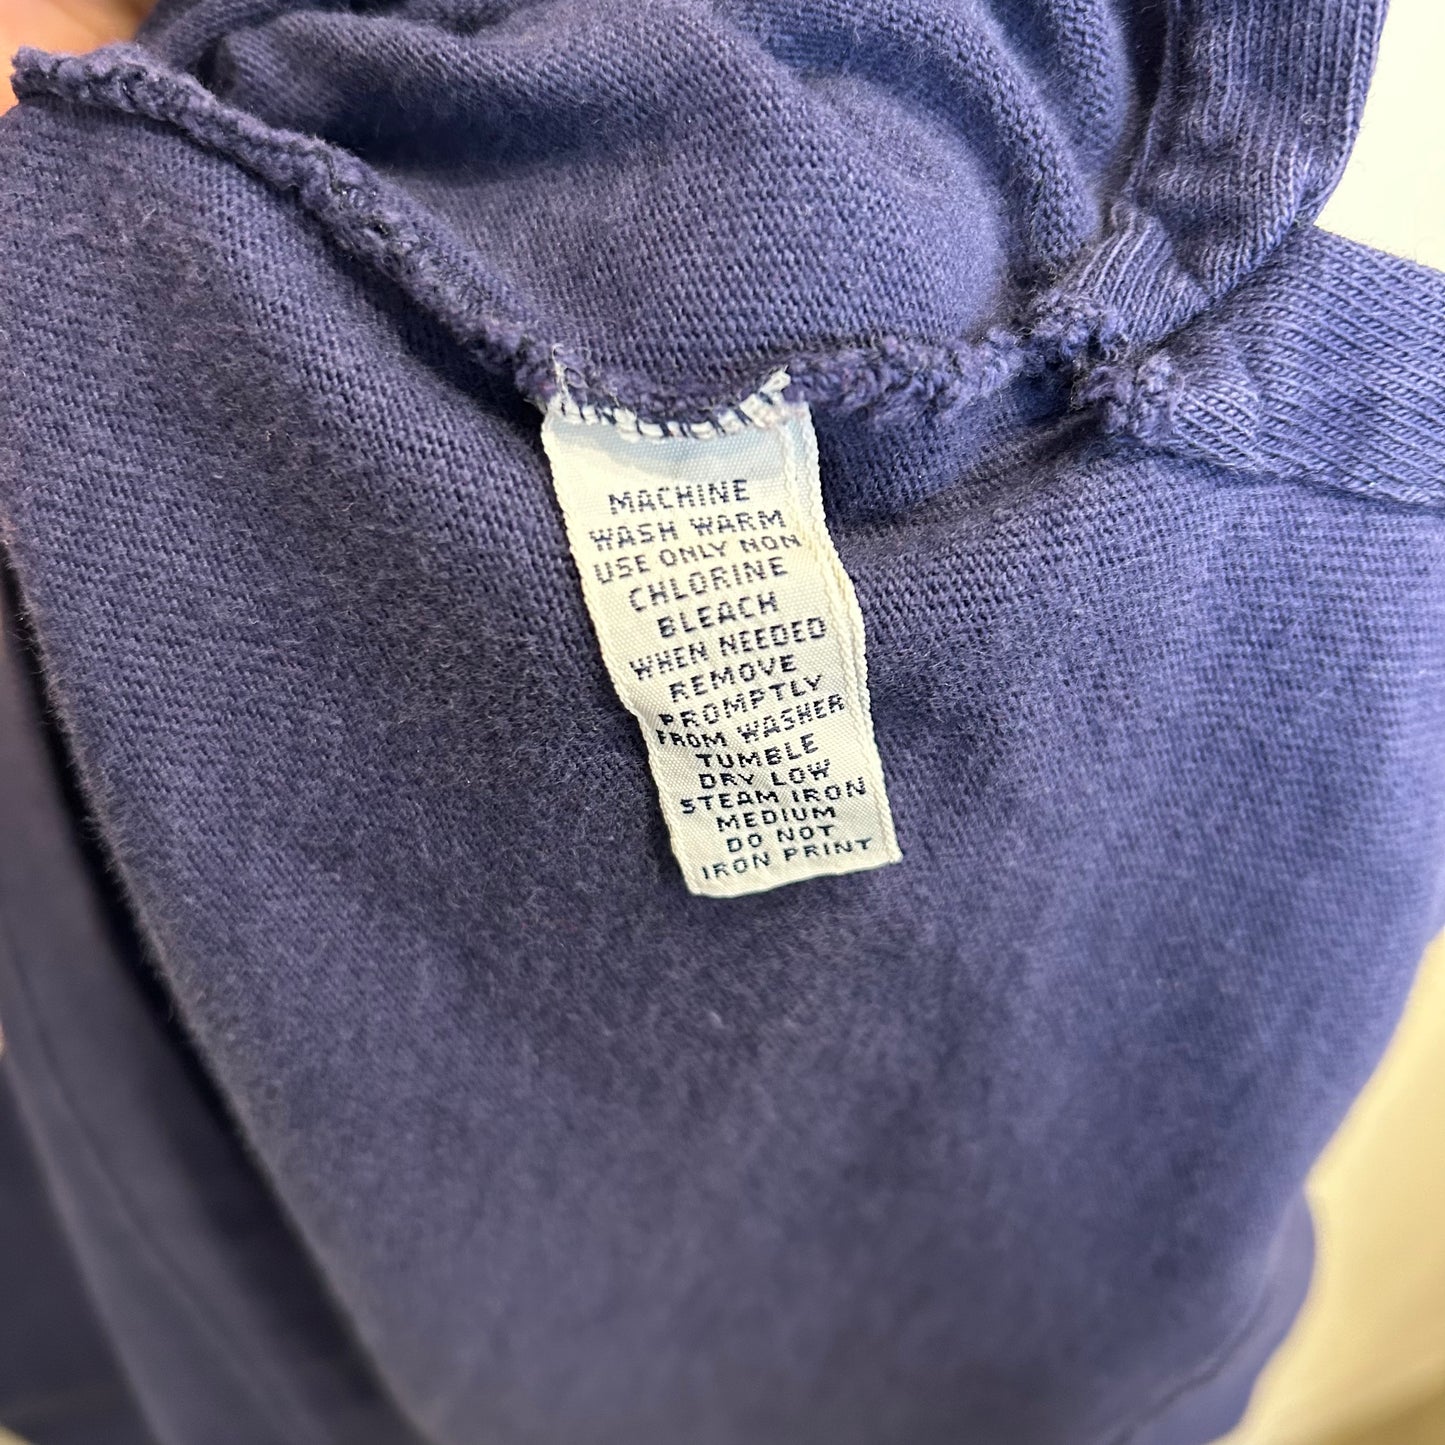 MACHINE
WASH WARM
USE ONLY NON
CHLORINE
BLEACH
WHEN NEEDED
REMOVE
PROMPTLY
FROM WASHER
TUMBLE
DRY LOW
STEAM IRON
MEDIUM
DO NOT
IRON PRINT